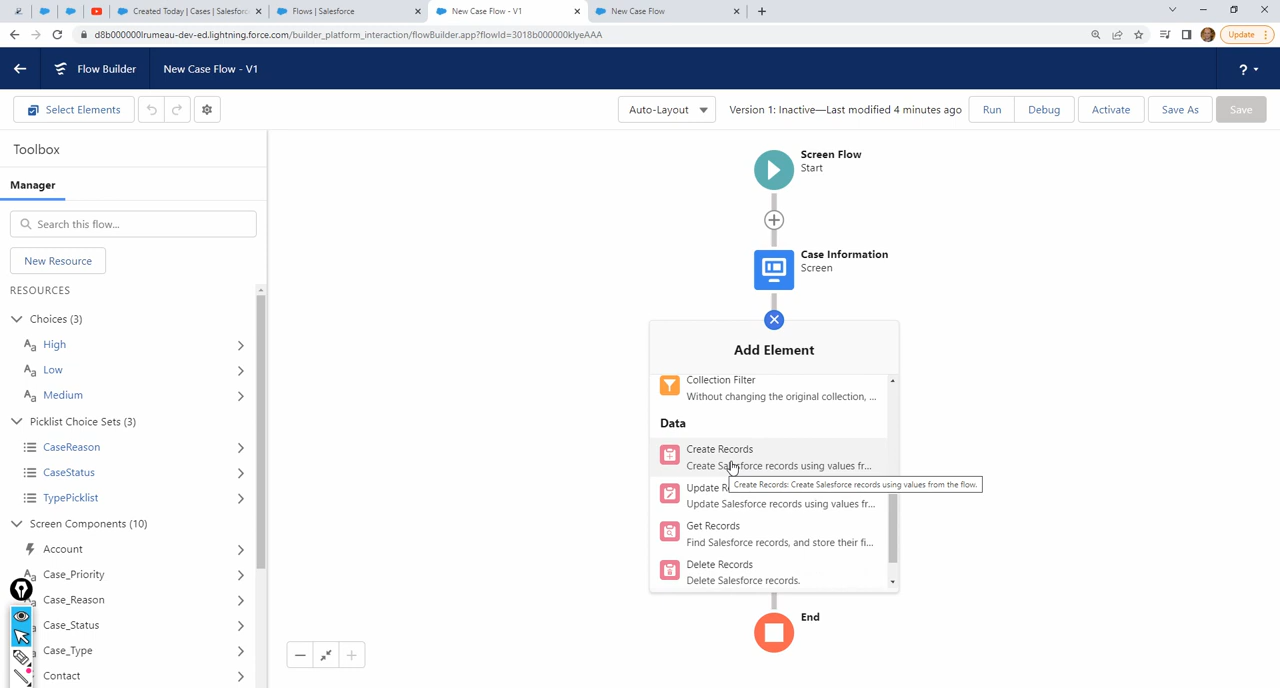 Created Today | Cases | Salesforc
Flows | Salesforce
New Case Flow - V1
New Case Flow
d8b000000lrumeau-dev-ed.lightning.force.com/builder_platform_interaction/flowBuilder.app?flowId=3018b000000klyeAAA
Update
Flow Builder
New Case Flow - V1
?
Select Elements
Auto-Layout
Version 1: Inactive—Last modified 4 minutes ago
Run
Debug
Activate
Save As
Save
Toolbox
Manager
Search this flow...
New Resource
RESOURCES
Choices (3)
High
Low
Medium
Picklist Choice Sets (3)
CaseReason
CaseStatus
TypePicklist
Screen Components (10)
Account
Case_Priority
Case_Reason
Case_Status
Case_Type
Contact
Screen Flow
Start
Case Information
Screen
Add Element
Collection Filter
Without changing the original collection, ...
Data
Create Records
Create Salesforce records using values fr...
Create Records: Create Salesforce records using values from the flow.
Update R
Update Salesforce records using values fr...
Get Records
Find Salesforce records, and store their fi...
Delete Records
Delete Salesforce records.
End